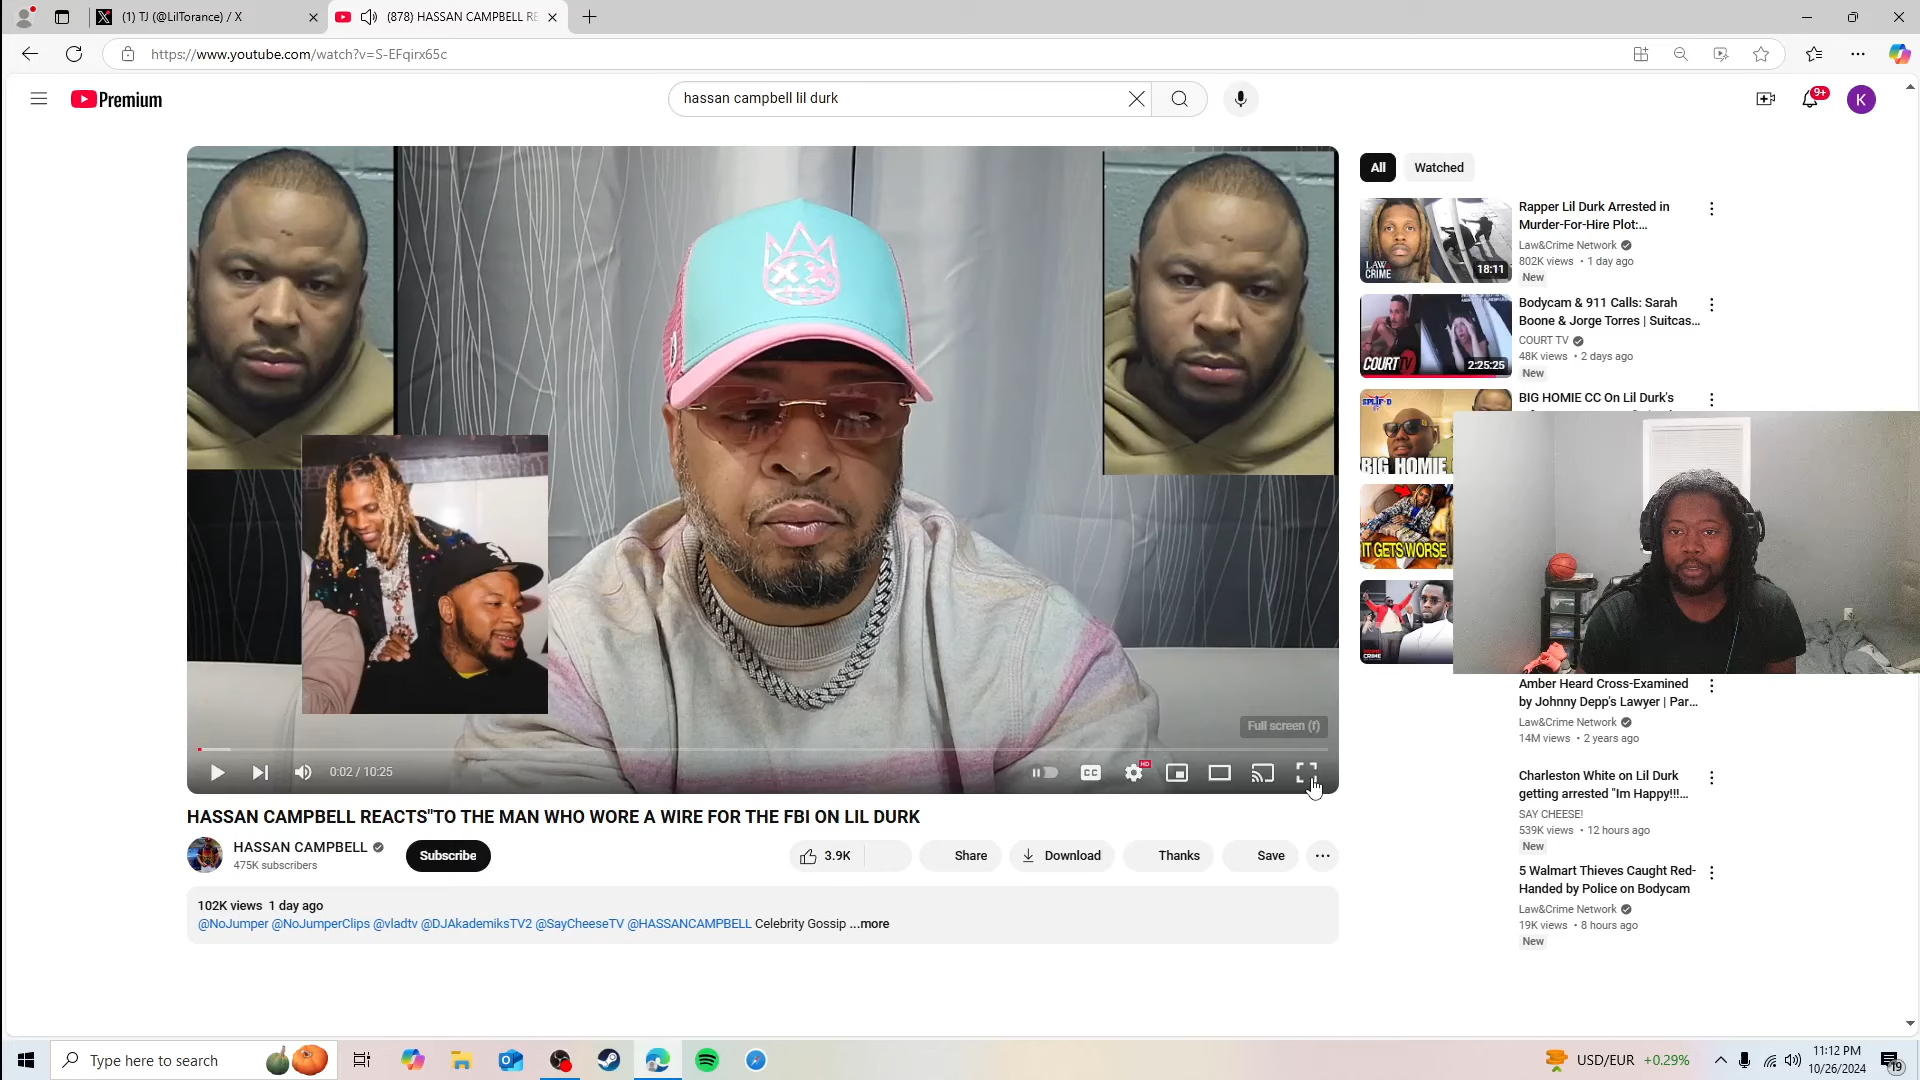 (1) TJ (@LilTorance) / X
(878) HASSAN CAMPBELL RE
https://www.youtube.com/watch?v=S-EFqirx65c
Premium
hassan campbell lil durk
9+
K
All
Watched
Rapper Lil Durk Arrested in
Murder-For-Hire Plot:...
Law&Crime Network
802K views • 1 day ago
New
LAW
CRIME
18:11
Bodycam & 911 Calls: Sarah
Boone & Jorge Torres | Suitcas...
COURT TV
48K views • 2 days ago
New
COURT TV
2:25:25
BIG HOMIE CC On Lil Durk's
BIG HOMIE
IT GETS WORSE
CRIME
Amber Heard Cross-Examined
by Johnny Depp's Lawyer | Par...
Law&Crime Network
14M views • 2 years ago
Charleston White on Lil Durk
getting arrested "Im Happy!!!...
SAY CHEESE!
539K views • 12 hours ago
New
5 Walmart Thieves Caught Red-
Handed by Police on Bodycam
Law&Crime Network
19K views • 8 hours ago
New
Full screen (f)
0:02 / 10:25
CC
HD
HASSAN CAMPBELL REACTS"TO THE MAN WHO WORE A WIRE FOR THE FBI ON LIL DURK
HASSAN CAMPBELL
475K subscribers
Subscribe
3.9K
Share
Download
Thanks
Save
102K views 1 day ago
@NoJumper @NoJumperClips @vladtv @DJAkademiksTV2 @SayCheeseTV @HASSANCAMPBELL Celebrity Gossip ...more
Type here to search
USD/EUR +0.29%
11:12 PM
10/26/2024
19